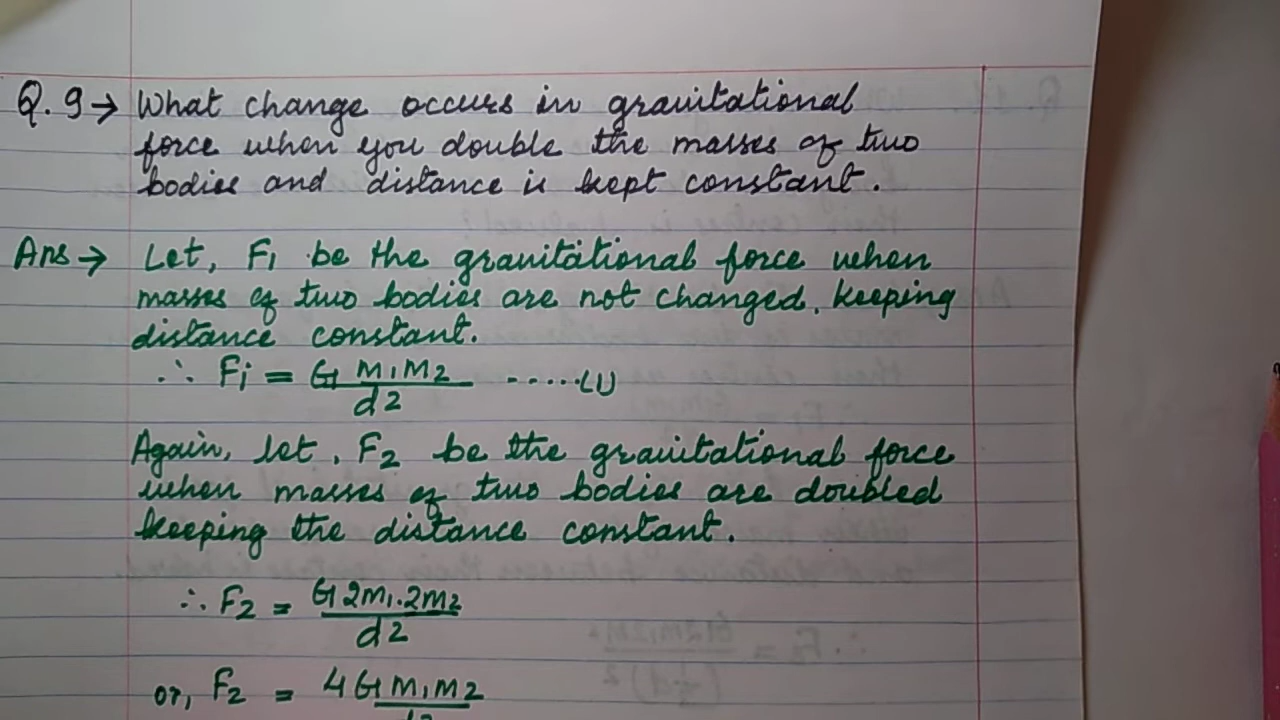 Q.9→ What change occurs in gravitational
force when you double the masses of two
bodies and distance is kept constant.
Ans→ Let, F1 be the gravitational force when
masses of two bodies are not changed, keeping
distance constant.
∴ F1 = G m1m2 / d2 ......(1)
Again, let, F2 be the gravitational force
when masses of two bodies are doubled
keeping the distance constant.
∴ F2 = G 2m1.2m2 / d2
or, F2 = 4 G m1m2 / d2